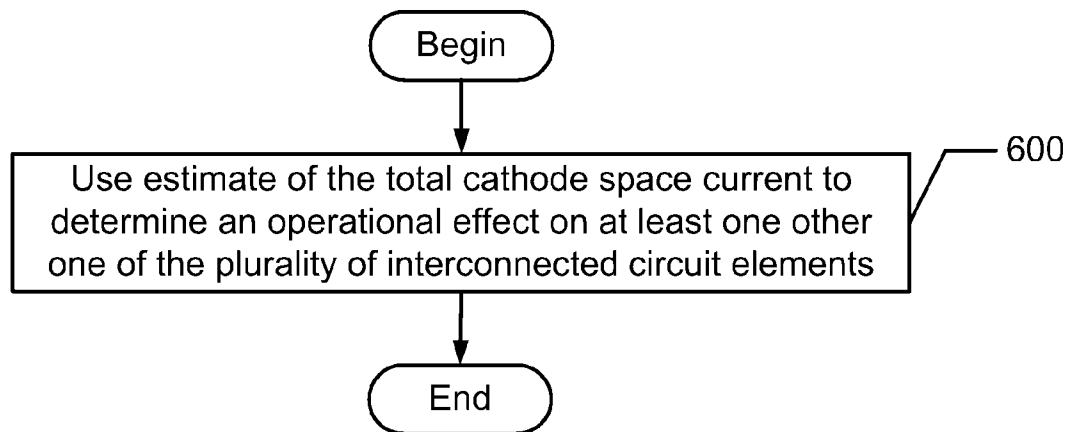 Begin
Use estimate of the total cathode space current to
determine an operational effect on at least one other
one of the plurality of interconnected circuit elements
600
End